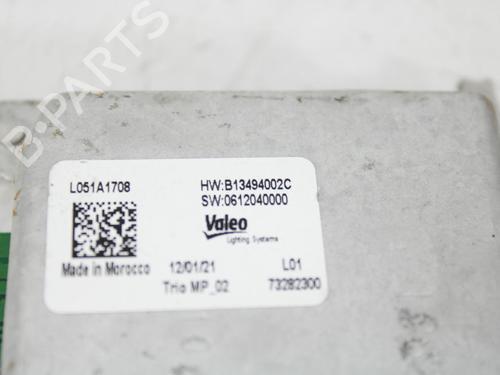 B-PARTS
L051A1708 HW:B13494002C
SW:0612040000
Valeo
Lighting Systems
Made in Morocco 12/01/21 L01
Trio MP_02 73282300